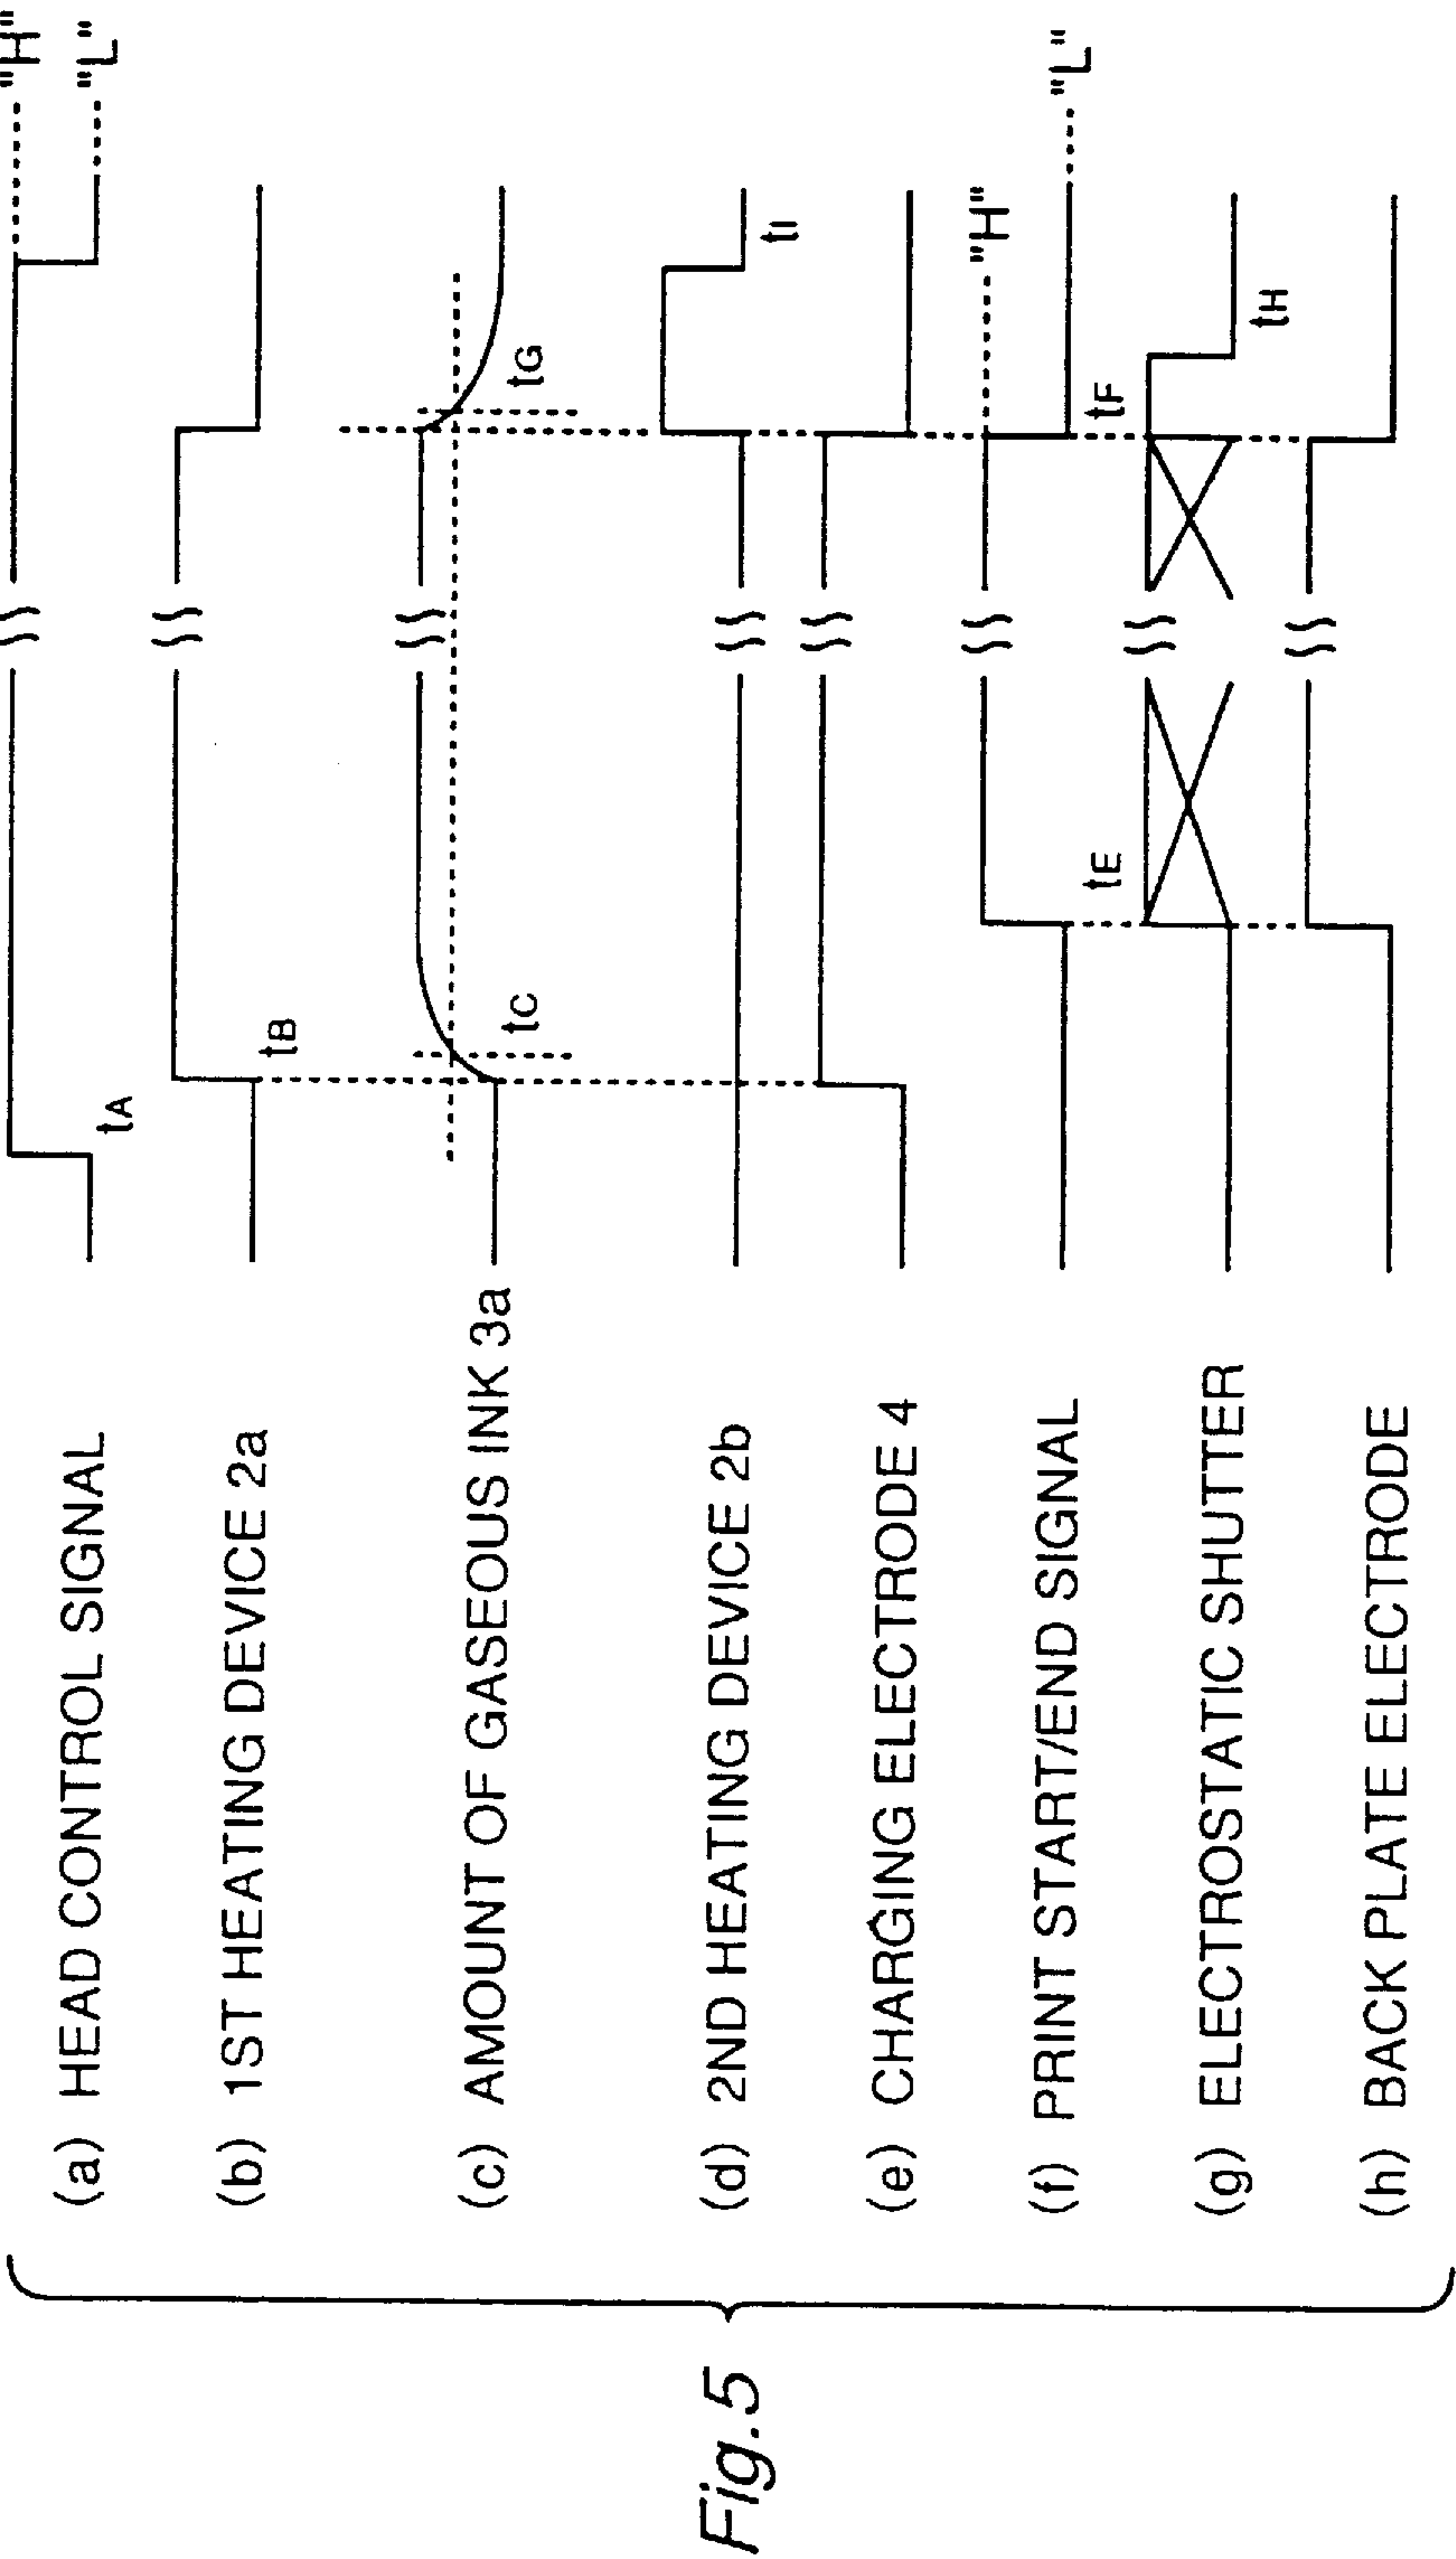 (a) HEAD CONTROL SIGNAL
tA
"H"
"L"
(b) 1ST HEATING DEVICE 2a
tB
(c) AMOUNT OF GASEOUS INK 3a
tC
tG
(d) 2ND HEATING DEVICE 2b
tI
(e) CHARGING ELECTRODE 4
(f) PRINT START/END SIGNAL
"H"
"L"
tE
tF
(g) ELECTROSTATIC SHUTTER
tH
(h) BACK PLATE ELECTRODE
Fig.5